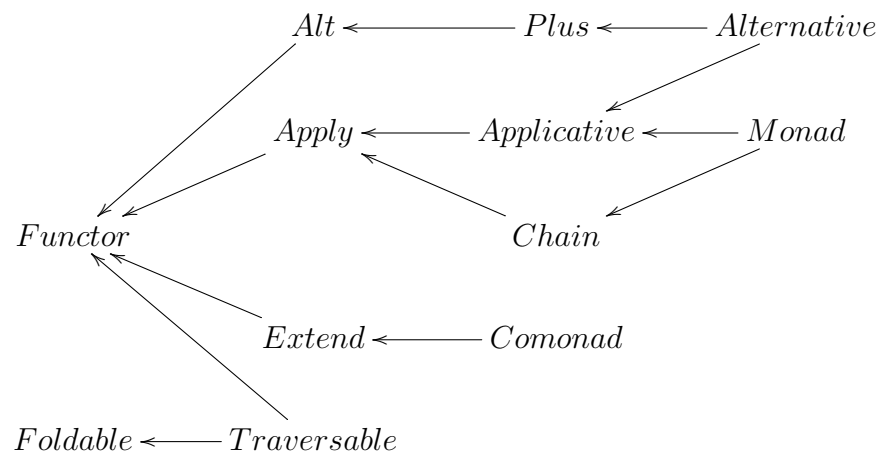 Alt Plus Alternative
Apply Applicative Monad
Functor Chain
Extend Comonad
Foldable Traversable